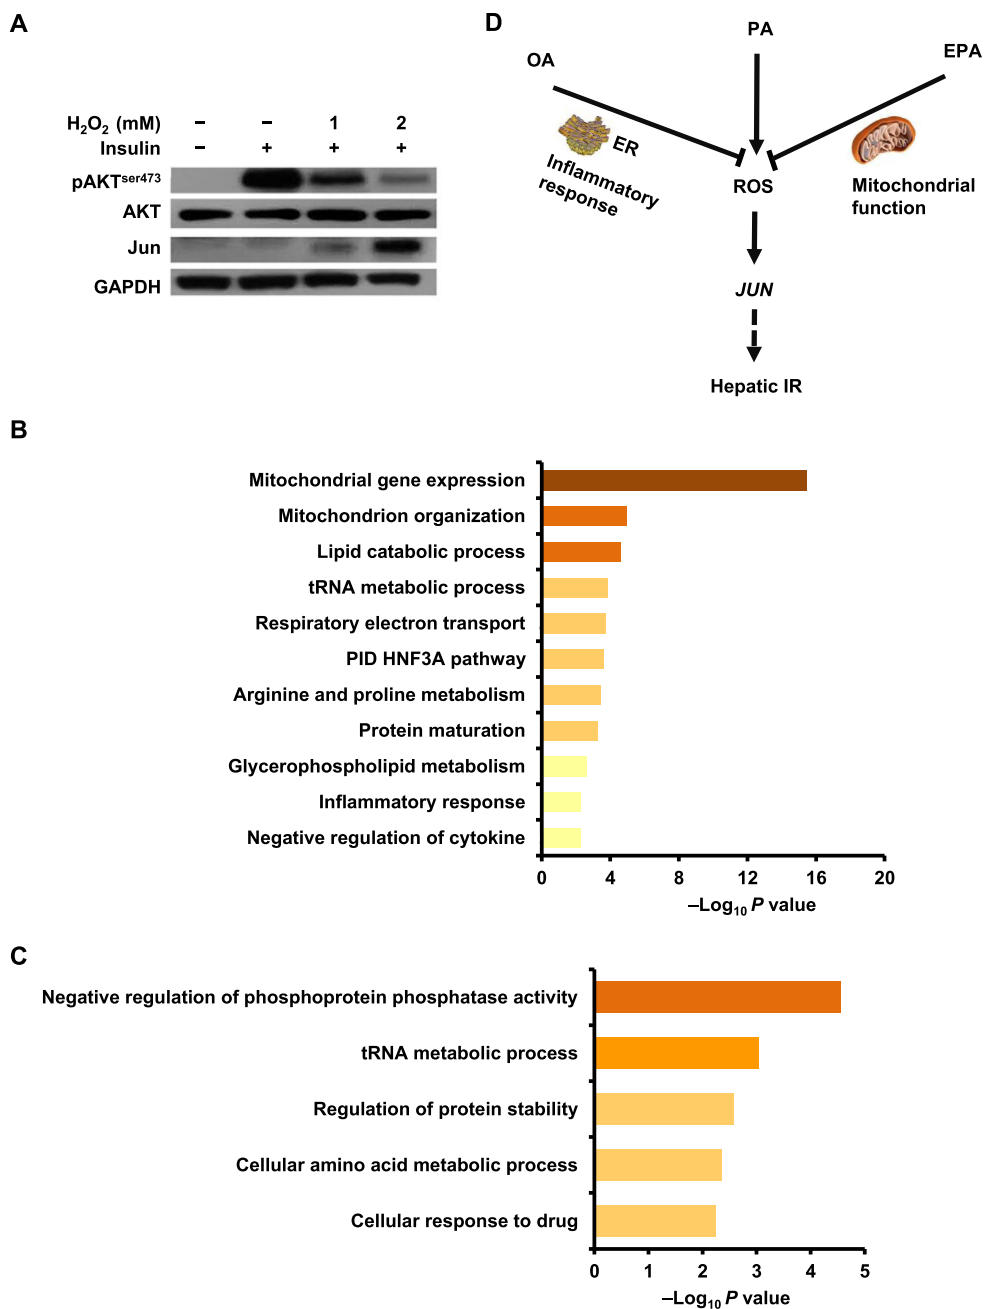 A
H₂O₂ (mM) – – 1 2
Insulin – + + +
pAKTˢᵉʳ⁴⁷³
AKT
Jun
GAPDH
D
PA
OA
EPA
ER
Inflammatory
response
ROS
Mitochondrial
function
JUN
Hepatic IR
B
Mitochondrial gene expression
Mitochondrion organization
Lipid catabolic process
tRNA metabolic process
Respiratory electron transport
PID HNF3A pathway
Arginine and proline metabolism
Protein maturation
Glycerophospholipid metabolism
Inflammatory response
Negative regulation of cytokine
0 4 8 12 16 20
–Log₁₀ P value
C
Negative regulation of phosphoprotein phosphatase activity
tRNA metabolic process
Regulation of protein stability
Cellular amino acid metabolic process
Cellular response to drug
0 1 2 3 4 5
–Log₁₀ P value